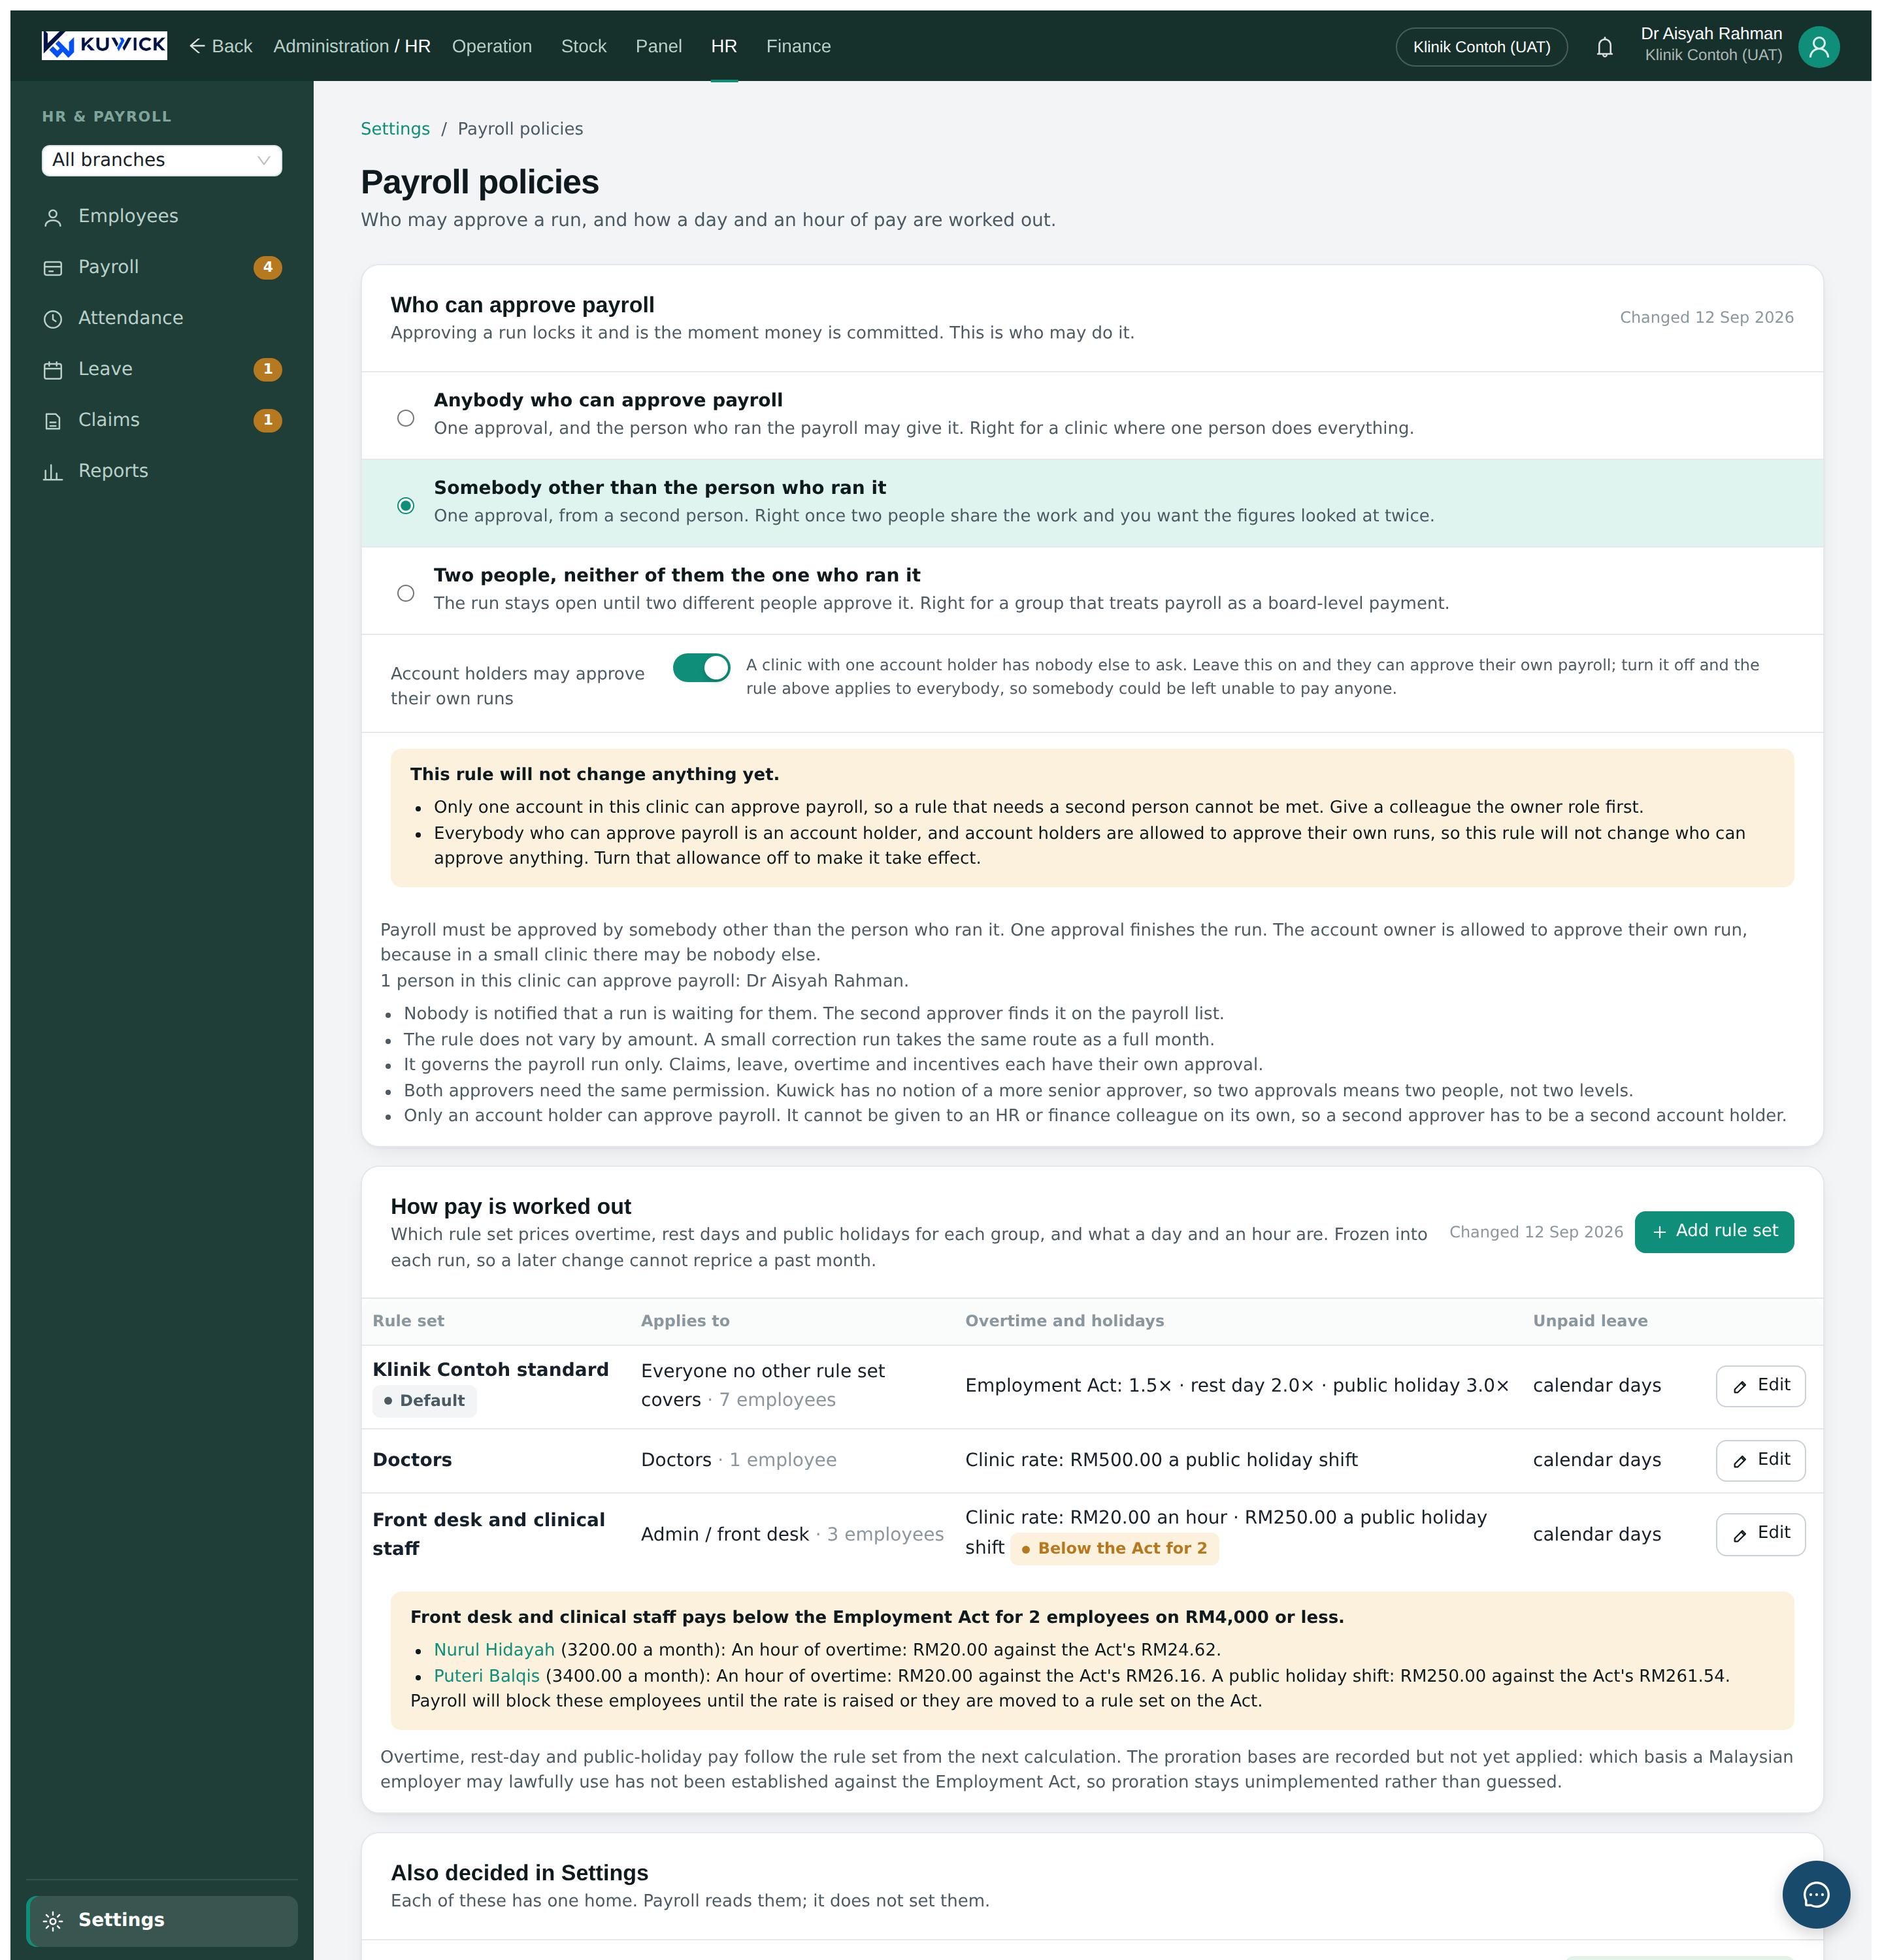 KUWICK
Back
Administration / HR
Operation
Stock
Panel
HR
Finance
Klinik Contoh (UAT)
Dr Aisyah Rahman
Klinik Contoh (UAT)
HR & PAYROLL
All branches
Employees
Payroll 4
Attendance
Leave 1
Claims 1
Reports
Settings
Settings / Payroll policies
Payroll policies
Who may approve a run, and how a day and an hour of pay are worked out.
Who can approve payroll
Approving a run locks it and is the moment money is committed. This is who may do it.
Changed 12 Sep 2026
Anybody who can approve payroll
One approval, and the person who ran the payroll may give it. Right for a clinic where one person does everything.
Somebody other than the person who ran it
One approval, from a second person. Right once two people share the work and you want the figures looked at twice.
Two people, neither of them the one who ran it
The run stays open until two different people approve it. Right for a group that treats payroll as a board-level payment.
Account holders may approve
their own runs
A clinic with one account holder has nobody else to ask. Leave this on and they can approve their own payroll; turn it off and the
rule above applies to everybody, so somebody could be left unable to pay anyone.
This rule will not change anything yet.
• Only one account in this clinic can approve payroll, so a rule that needs a second person cannot be met. Give a colleague the owner role first.
• Everybody who can approve payroll is an account holder, and account holders are allowed to approve their own runs, so this rule will not change who can
approve anything. Turn that allowance off to make it take effect.
Payroll must be approved by somebody other than the person who ran it. One approval finishes the run. The account owner is allowed to approve their own run,
because in a small clinic there may be nobody else.
1 person in this clinic can approve payroll: Dr Aisyah Rahman.
• Nobody is notified that a run is waiting for them. The second approver finds it on the payroll list.
• The rule does not vary by amount. A small correction run takes the same route as a full month.
• It governs the payroll run only. Claims, leave, overtime and incentives each have their own approval.
• Both approvers need the same permission. Kuwick has no notion of a more senior approver, so two approvals means two people, not two levels.
• Only an account holder can approve payroll. It cannot be given to an HR or finance colleague on its own, so a second approver has to be a second account holder.
How pay is worked out
Which rule set prices overtime, rest days and public holidays for each group, and what a day and an hour are. Frozen into
each run, so a later change cannot reprice a past month.
Changed 12 Sep 2026
+ Add rule set
Rule set
Applies to
Overtime and holidays
Unpaid leave
Klinik Contoh standard
• Default
Everyone no other rule set
covers · 7 employees
Employment Act: 1.5× · rest day 2.0× · public holiday 3.0×
calendar days
Edit
Doctors
Doctors · 1 employee
Clinic rate: RM500.00 a public holiday shift
calendar days
Edit
Front desk and clinical
staff
Admin / front desk · 3 employees
Clinic rate: RM20.00 an hour · RM250.00 a public holiday
shift • Below the Act for 2
calendar days
Edit
Front desk and clinical staff pays below the Employment Act for 2 employees on RM4,000 or less.
• Nurul Hidayah (3200.00 a month): An hour of overtime: RM20.00 against the Act's RM24.62.
• Puteri Balqis (3400.00 a month): An hour of overtime: RM20.00 against the Act's RM26.16. A public holiday shift: RM250.00 against the Act's RM261.54.
Payroll will block these employees until the rate is raised or they are moved to a rule set on the Act.
Overtime, rest-day and public-holiday pay follow the rule set from the next calculation. The proration bases are recorded but not yet applied: which basis a Malaysian
employer may lawfully use has not been established against the Employment Act, so proration stays unimplemented rather than guessed.
Also decided in Settings
Each of these has one home. Payroll reads them; it does not set them.